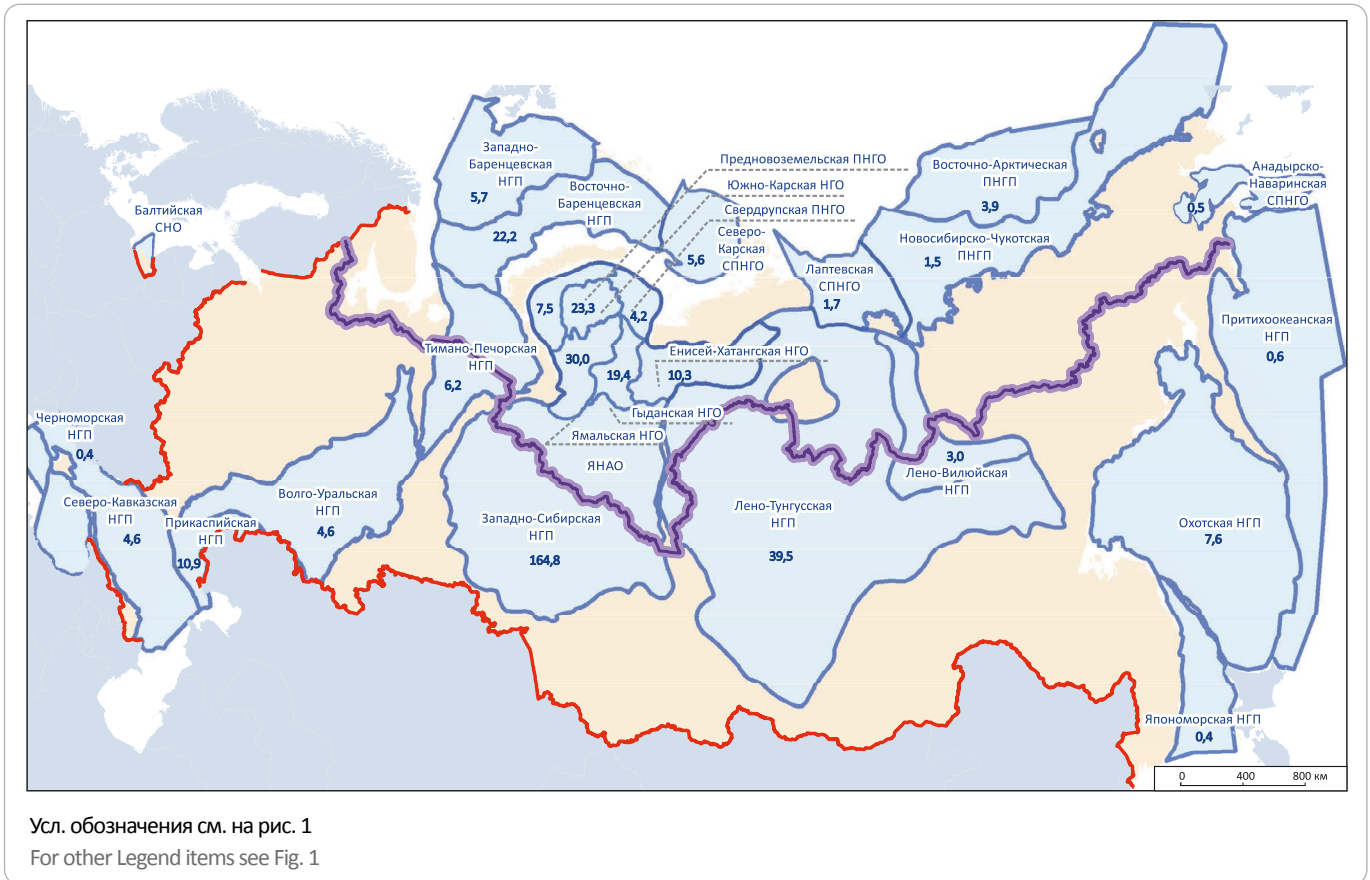 Западно-
Баренцевская
НГП
5,7
Восточно-
Баренцевская
НГП
22,2
Предновоземельская ПНГО
Южно-Карская НГО
Свердрупская ПНГО
Северо-
Карская
СПНГО
5,6
Восточно-Арктическая
ПНГП
3,9
Анадырско-
Наваринская
СПНГО
0,5
Балтийская
СНО
Новосибирско-Чукотская
ПНГП
1,5
Лаптевская
СПНГО
1,7
7,5
23,3
4,2
Притихоокеанская
НГП
0,6
Тимано-Печорская
НГП
6,2
30,0
19,4
Енисей-Хатангская НГО
10,3
Гыданская НГО
Ямальская НГО
ЯНАО
Черноморская
НГП
0,4
3,0
Лено-Вилюйская
НГП
Северо-Кавказская
НГП
4,6
Прикаспийская
НГП
10,9
Волго-Уральская
НГП
4,6
Западно-Сибирская
НГП
164,8
Лено-Тунгусская
НГП
39,5
Охотская НГП
7,6
Япономорская НГП
0,4
0 400 800 км
Усл. обозначения см. на рис. 1
For other Legend items see Fig. 1